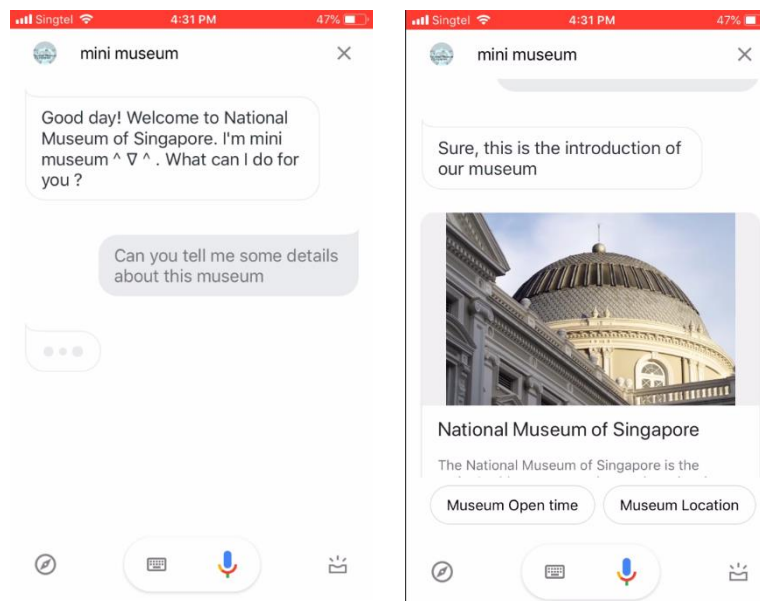 Singtel 4:31 PM 47%
mini museum
Good day! Welcome to National
Museum of Singapore. I'm mini
museum ^ ∇ ^ . What can I do for
you ?
Can you tell me some details
about this museum
Singtel 4:31 PM 47%
mini museum
Sure, this is the introduction of
our museum
National Museum of Singapore
The National Museum of Singapore is the
Museum Open time Museum Location